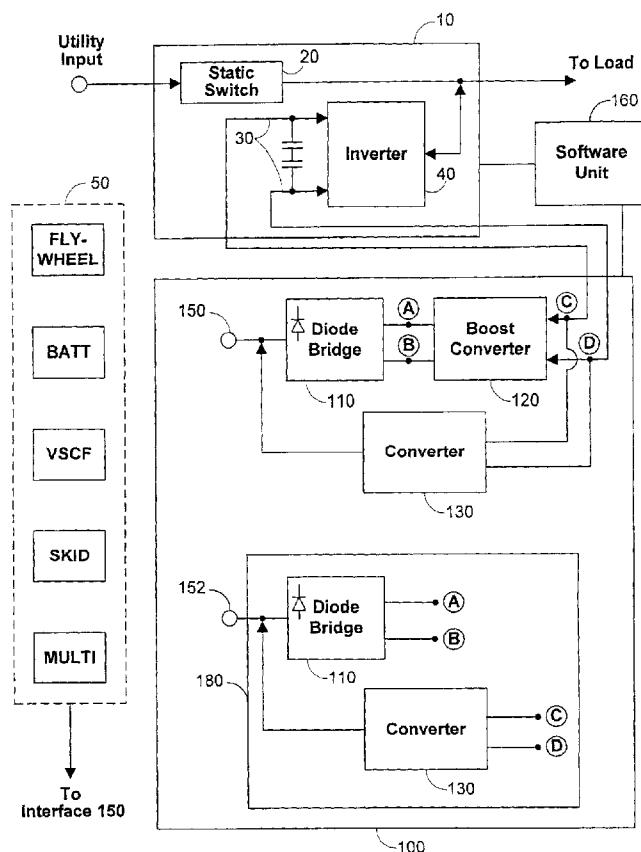 10
Utility
Input
20
Static
Switch
To Load
160
30
Inverter
40
Software
Unit
50
FLY-
WHEEL
BATT
VSCF
SKID
MULTI
To
Interface 150
150
Diode
Bridge
110
A
B
Boost
Converter
120
C
D
Converter
130
152
Diode
Bridge
110
A
B
180
Converter
130
C
D
100